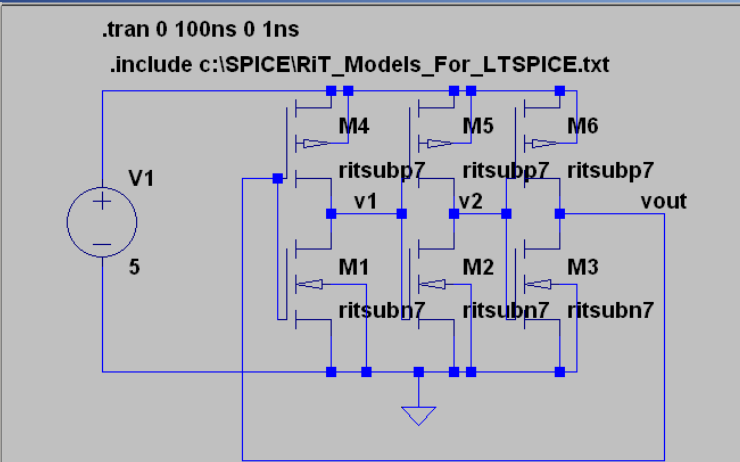 .tran 0 100ns 0 1ns
.include c:\SPICE\RiT_Models_For_LTSPICE.txt
M4 M5 M6
ritsubp7 ritsubp7 ritsubp7
V1
v1 v2 vout
5
M1 M2 M3
ritsubn7 ritsubn7 ritsubn7